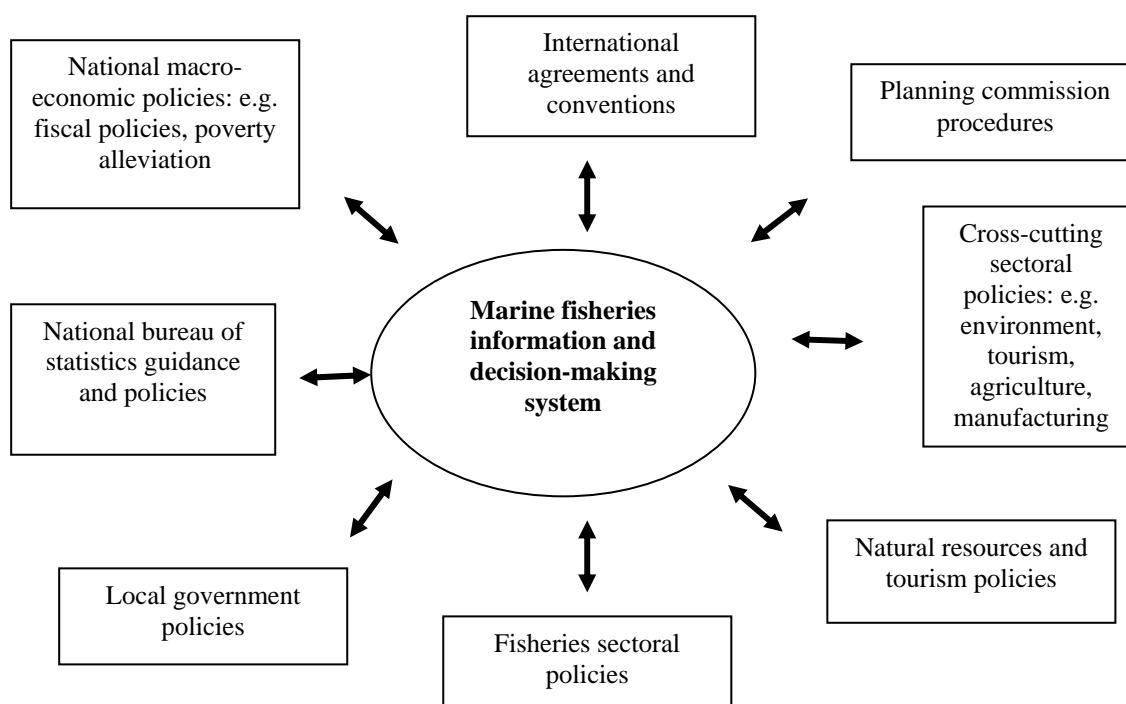 International
agreements and
conventions
National macro-
economic policies: e.g.
fiscal policies, poverty
alleviation
Planning commission
procedures
Cross-cutting
sectoral
policies: e.g.
environment,
tourism,
agriculture,
manufacturing
Marine fisheries
information and
decision-making
system
National bureau of
statistics guidance
and policies
Natural resources and
tourism policies
Local government
policies
Fisheries sectoral
policies